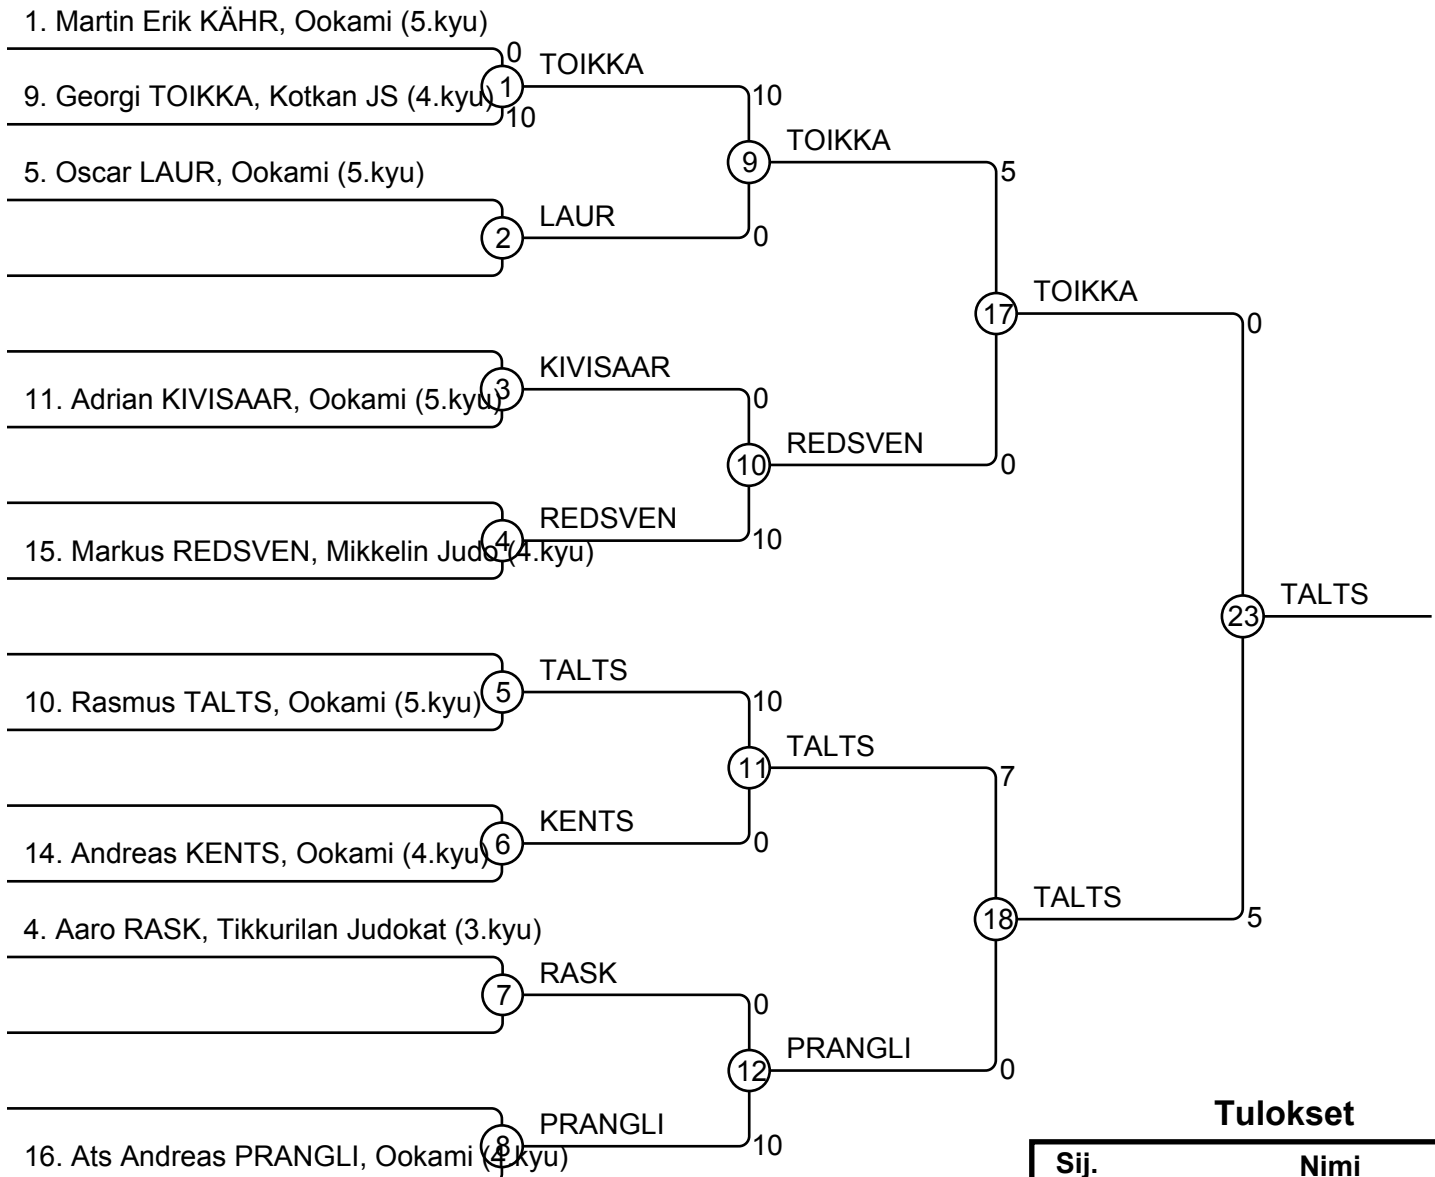 1. Martin Erik KÄHR, Ookami (5.kyu)
0
TOIKKA
1
9. Georgi TOIKKA, Kotkan JS (4.kyu)
10
10
TOIKKA
9
5
5. Oscar LAUR, Ookami (5.kyu)
LAUR
2
0
TOIKKA
17
0
KIVISAAR
3
11. Adrian KIVISAAR, Ookami (5.kyu)
0
REDSVEN
10
0
REDSVEN
4
15. Markus REDSVEN, Mikkelin Judo (4.kyu)
10
TALTS
23
TALTS
5
10. Rasmus TALTS, Ookami (5.kyu)
10
TALTS
11
7
KENTS
6
14. Andreas KENTS, Ookami (4.kyu)
0
TALTS
18
5
4. Aaro RASK, Tikkurilan Judokat (3.kyu)
RASK
7
0
PRANGLI
12
0
PRANGLI
8
16. Ats Andreas PRANGLI, Ookami (4.kyu)
10
Tulokset
Sij. Nimi